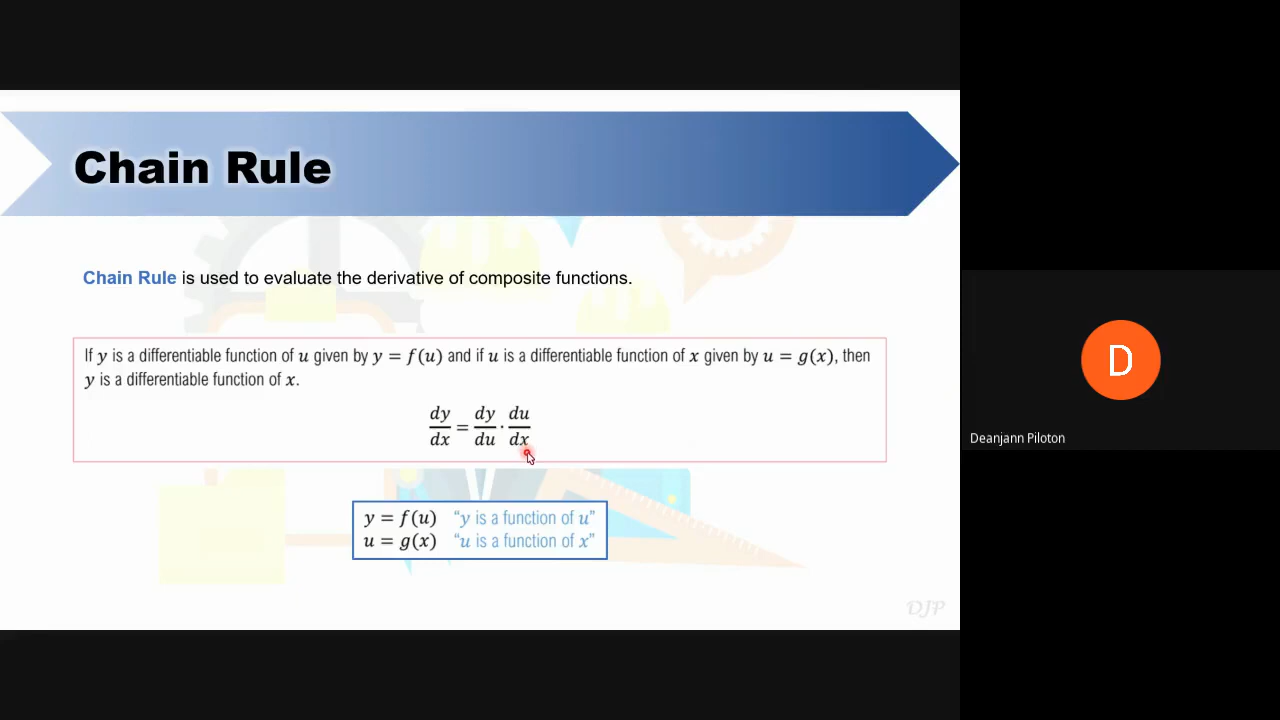 Chain Rule
Chain Rule is used to evaluate the derivative of composite functions.
If y is a differentiable function of u given by y = f(u) and if u is a differentiable function of x given by u = g(x), then
y is a differentiable function of x.
dy/dx = dy/du · du/dx
y = f(u) “y is a function of u”
u = g(x) “u is a function of x”
DJP
D
Deanjann Piloton